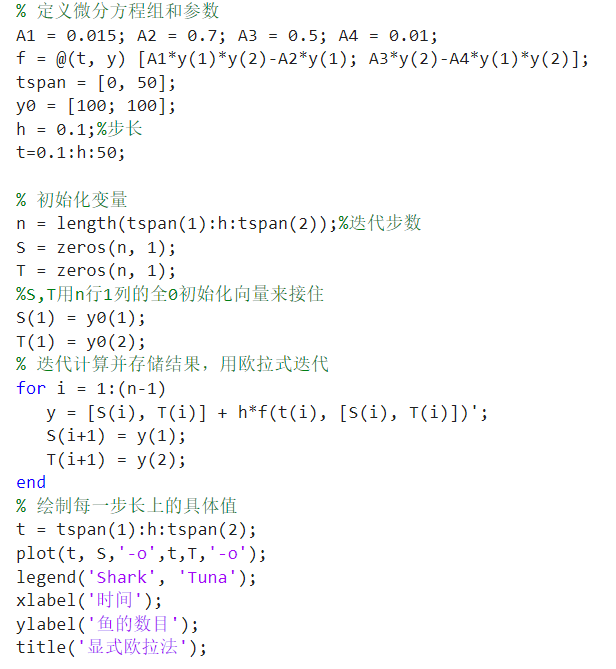 % 定义微分方程组和参数
A1 = 0.015; A2 = 0.7; A3 = 0.5; A4 = 0.01;
f = @(t, y) [A1*y(1)*y(2)-A2*y(1); A3*y(2)-A4*y(1)*y(2)];
tspan = [0, 50];
y0 = [100; 100];
h = 0.1;%步长
t=0.1:h:50;
% 初始化变量
n = length(tspan(1):h:tspan(2));%迭代步数
S = zeros(n, 1);
T = zeros(n, 1);
%S,T用n行1列的全0初始化向量来接住
S(1) = y0(1);
T(1) = y0(2);
% 迭代计算并存储结果，用欧拉式迭代
for i = 1:(n-1)
y = [S(i), T(i)] + h*f(t(i), [S(i), T(i)])';
S(i+1) = y(1);
T(i+1) = y(2);
end
% 绘制每一步长上的具体值
t = tspan(1):h:tspan(2);
plot(t, S,'-o',t,T,'-o');
legend('Shark', 'Tuna');
xlabel('时间');
ylabel('鱼的数目');
title('显式欧拉法');